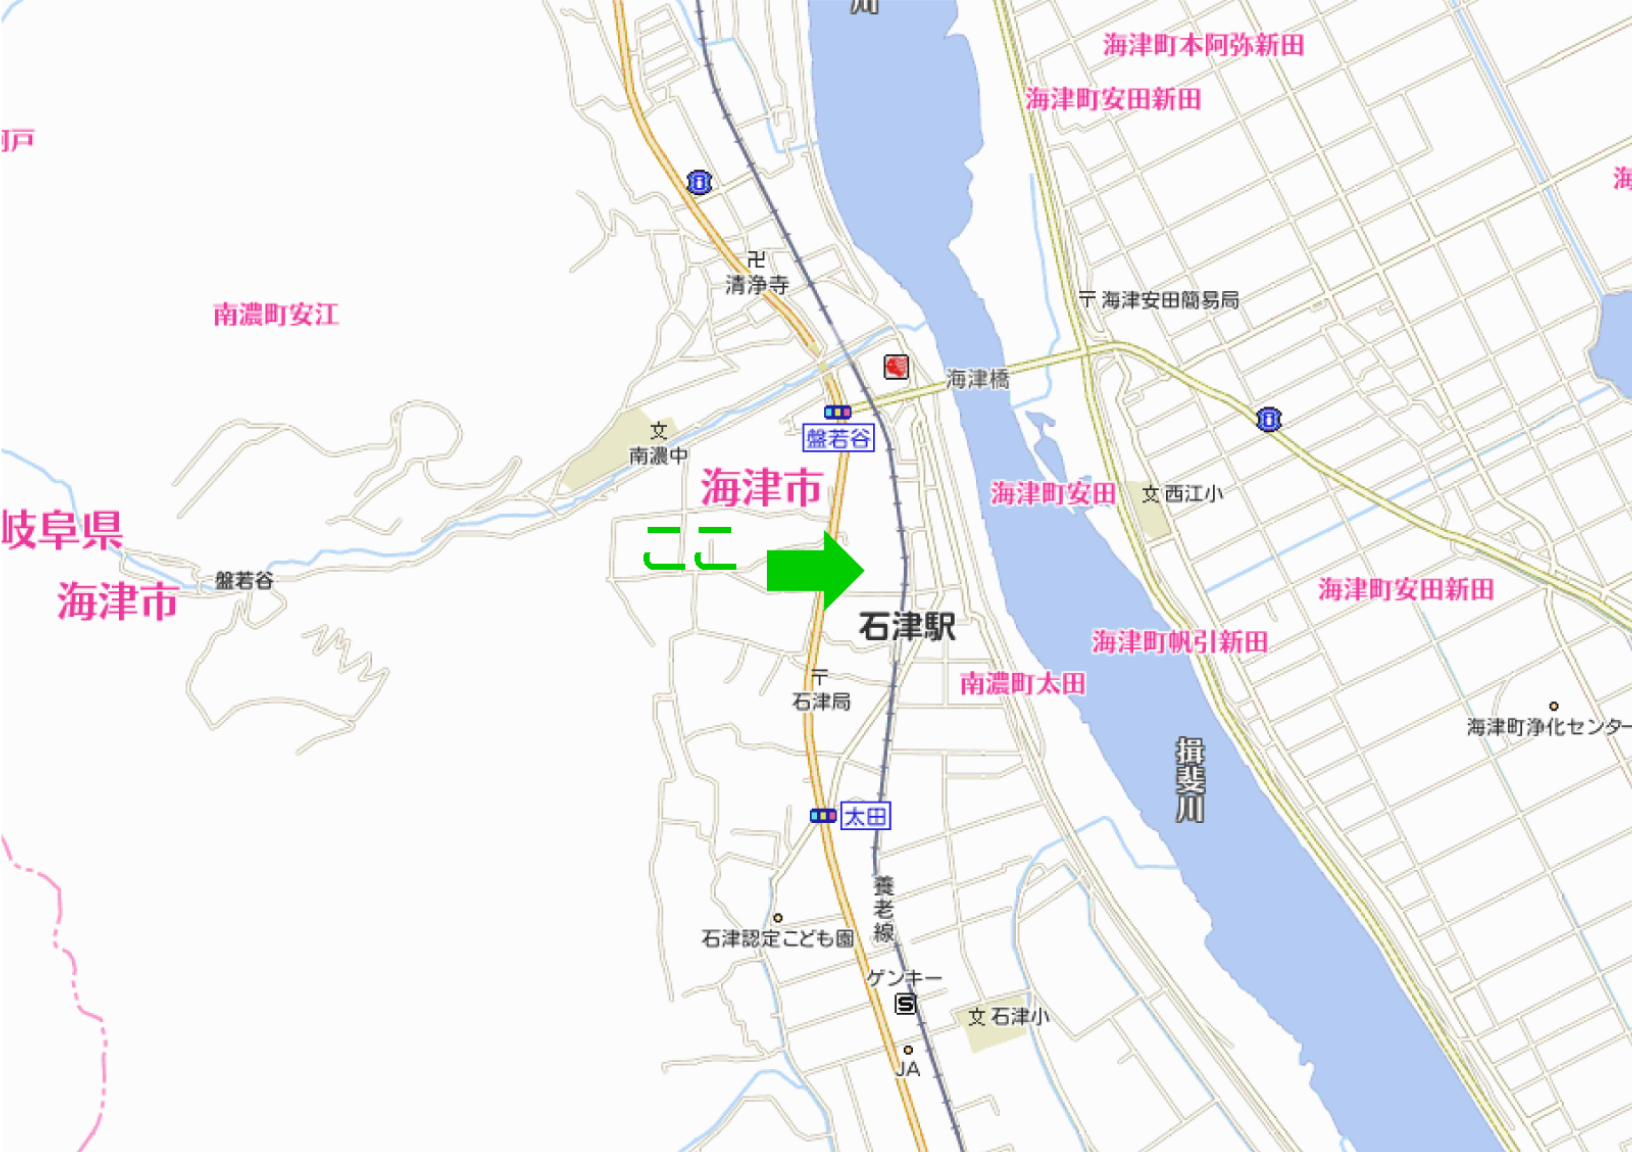 川
海津町本阿弥新田
海津町安田新田
戸
海
卍
清浄寺
〒海津安田簡易局
南濃町安江
海津橋
盤若谷
文
南濃中
海津市
海津町安田
文西江小
岐阜県
海津市
盤若谷
ここ
石津駅
海津町安田新田
海津町帆引新田
南濃町太田
〒
石津局
海津町浄化センター
揖斐川
太田
養老線
石津認定こども園
ゲンキー
S
文石津小
JA